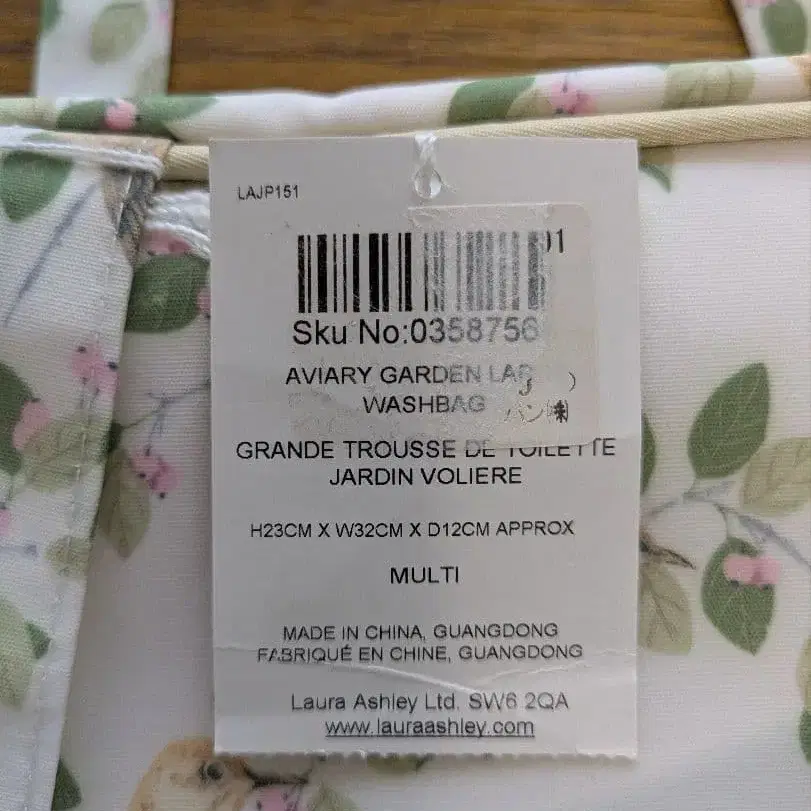 LAJP151
Sku No:0358756
AVIARY GARDEN
WASHBAG
GRANDE TROUSSE DE TOILETTE
JARDIN VOLIERE
H23CM X W32CM X D12CM APPROX
MULTI
MADE IN CHINA, GUANGDONG
FABRIQUÉ EN CHINE, GUANGDONG
Laura Ashley Ltd. SW6 2QA
www.lauraashley.com